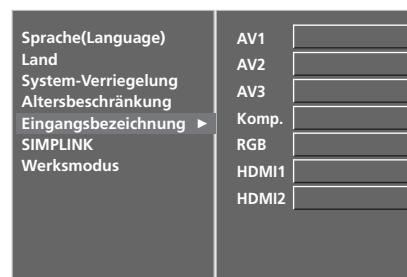 Sprache(Language)
Land
System-Verriegelung
Altersbeschränkung
Eingangsbezeichnung ►
SIMPLINK
Werksmodus
AV1
AV2
AV3
Komp.
RGB
HDMI1
HDMI2